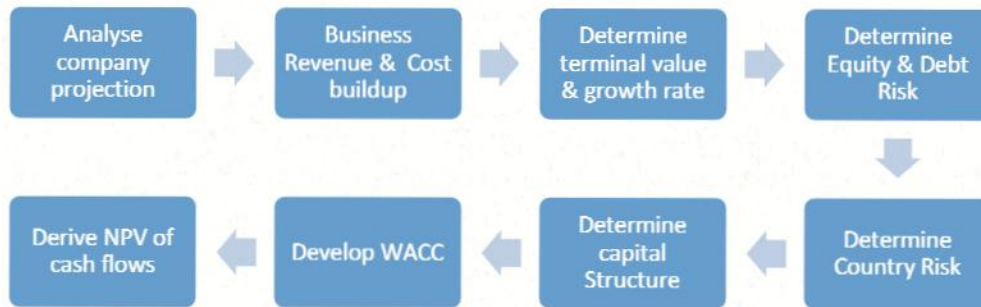 Analyse
company
projection
Business
Revenue & Cost
buildup
Determine
terminal value
& growth rate
Determine
Equity & Debt
Risk
Determine
Country Risk
Determine
capital
Structure
Develop WACC
Derive NPV of
cash flows